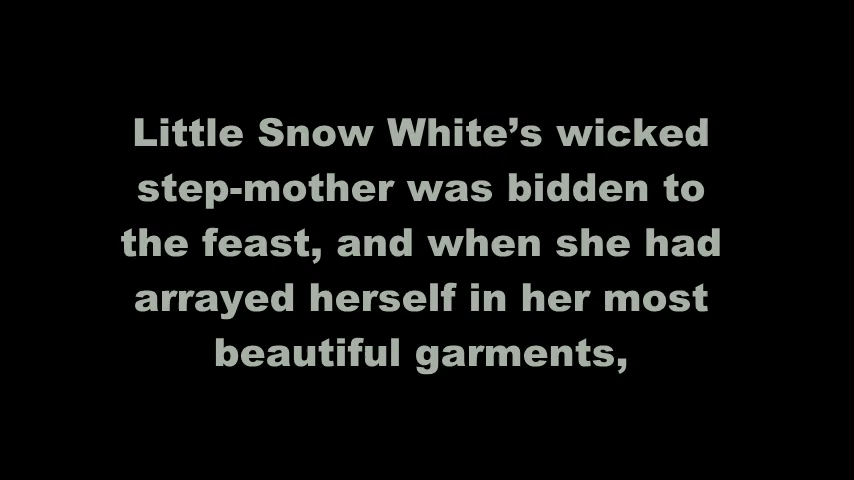 Little Snow White’s wicked
step-mother was bidden to
the feast, and when she had
arrayed herself in her most
beautiful garments,